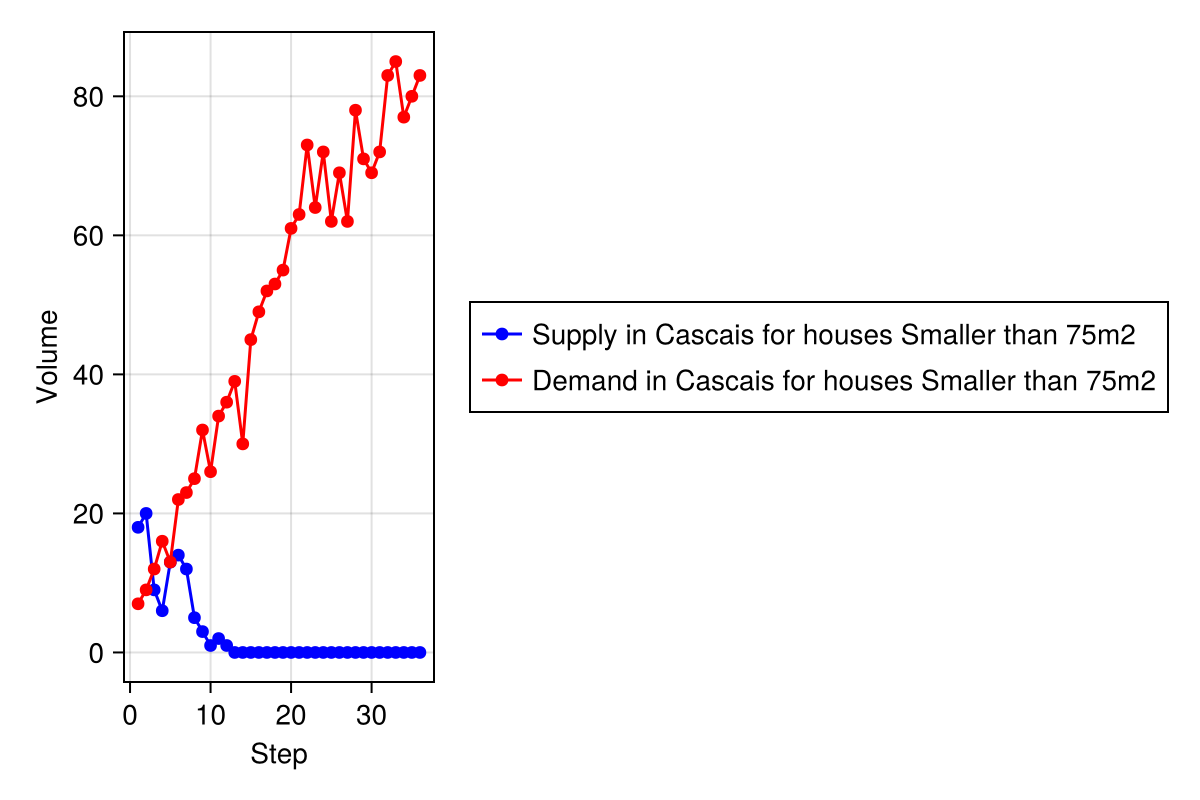 80
60
40
20
0
Volume
0 10 20 30
Step
Supply in Cascais for houses Smaller than 75m2
Demand in Cascais for houses Smaller than 75m2